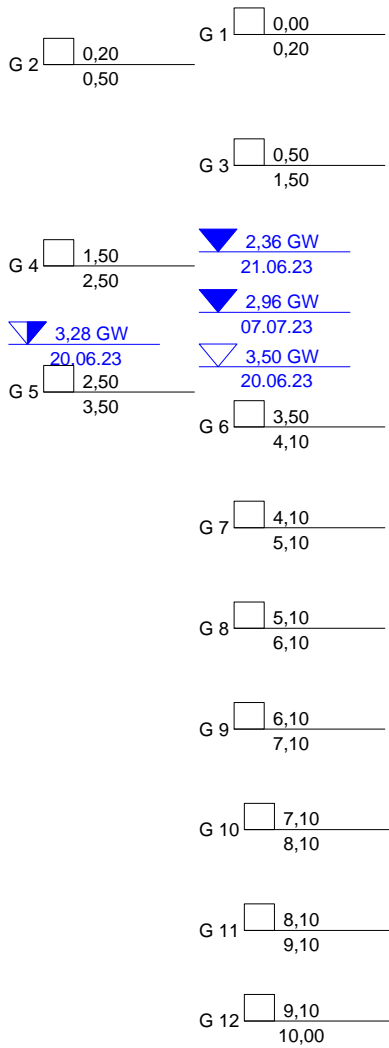 G 1 0,00
0,20
G 2 0,20
0,50
G 3 0,50
1,50
G 4 1,50
2,50
2,36 GW
21.06.23
2,96 GW
07.07.23
3,28 GW
20.06.23
3,50 GW
20.06.23
G 5 2,50
3,50
G 6 3,50
4,10
G 7 4,10
5,10
G 8 5,10
6,10
G 9 6,10
7,10
G 10 7,10
8,10
G 11 8,10
9,10
G 12 9,10
10,00